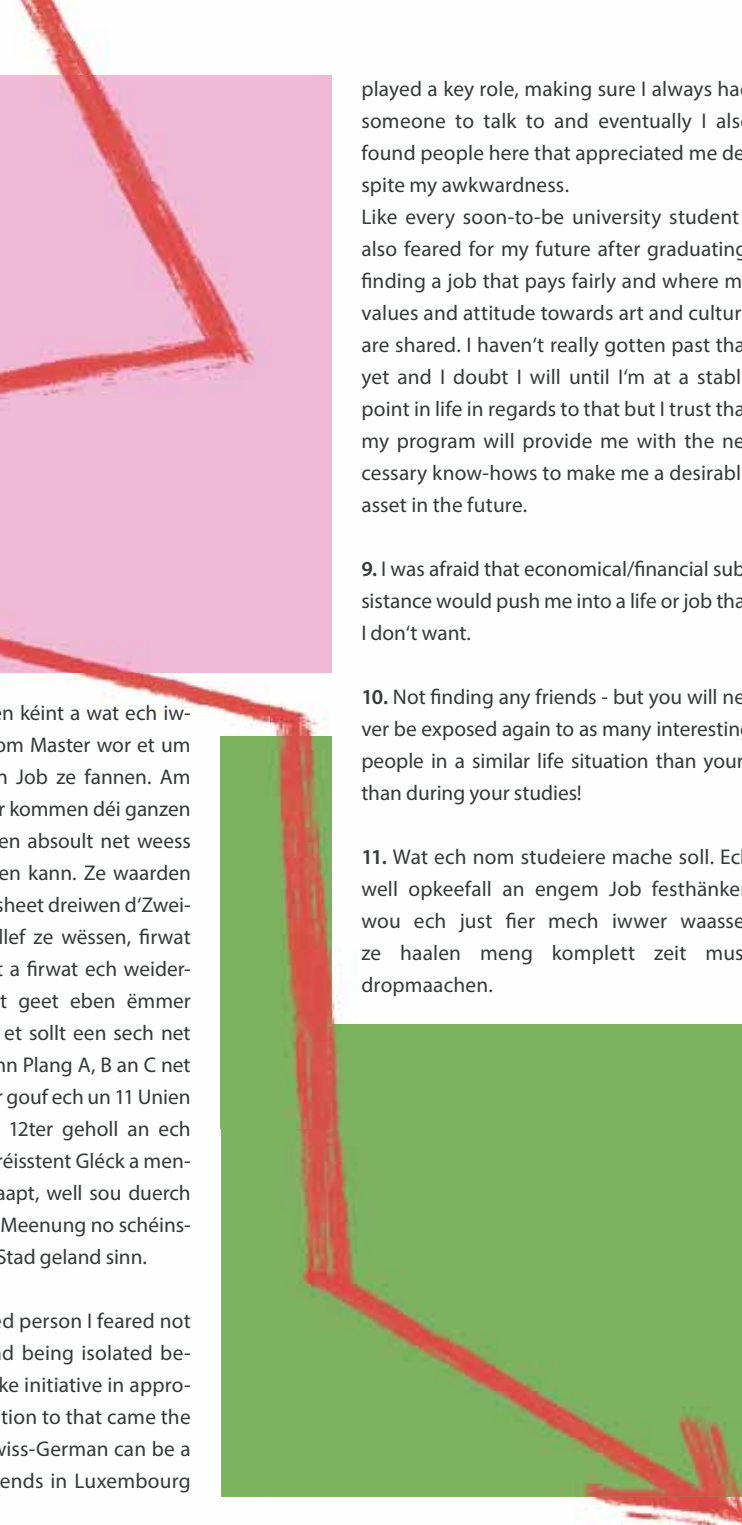 en kéint a wat ech iw-
om Master wor et um
n Job ze fannen. Am
r kommen déi ganzen
en absoult net weess
en kann. Ze waarden
sheet dreiwen d‘Zwei-
llef ze wëssen, firwat
t a firwat ech weider-
t geet eben ëmmer
et sollt een sech net
nn Plang A, B an C net
r gouf ech un 11 Unien
12ter geholl an ech
réisstent Gléck a men-
aapt, well sou duerch
Meenung no schéins-
Stad geland sinn.
ed person I feared not
nd being isolated be-
ke initiative in appro-
tion to that came the
wiss-German can be a
ends in Luxembourg
played a key role, making sure I always had
someone to talk to and eventually I also
found people here that appreciated me de
spite my awkwardness.
Like every soon-to-be university student
also feared for my future after graduating
finding a job that pays fairly and where m
values and attitude towards art and cultur
are shared. I haven‘t really gotten past tha
yet and I doubt I will until I‘m at a stabl
point in life in regards to that but I trust tha
my program will provide me with the ne
cessary know-hows to make me a desirabl
asset in the future.
9. I was afraid that economical/financial sub
sistance would push me into a life or job tha
I don‘t want.
10. Not finding any friends - but you will ne
ver be exposed again to as many interesting
people in a similar life situation than your
than during your studies!
11. Wat ech nom studeiere mache soll. Ech
well opkeefall an engem Job festhänken
wou ech just fier mech iwwer waasse
ze haalen meng komplett zeit mus
dropmaachen.